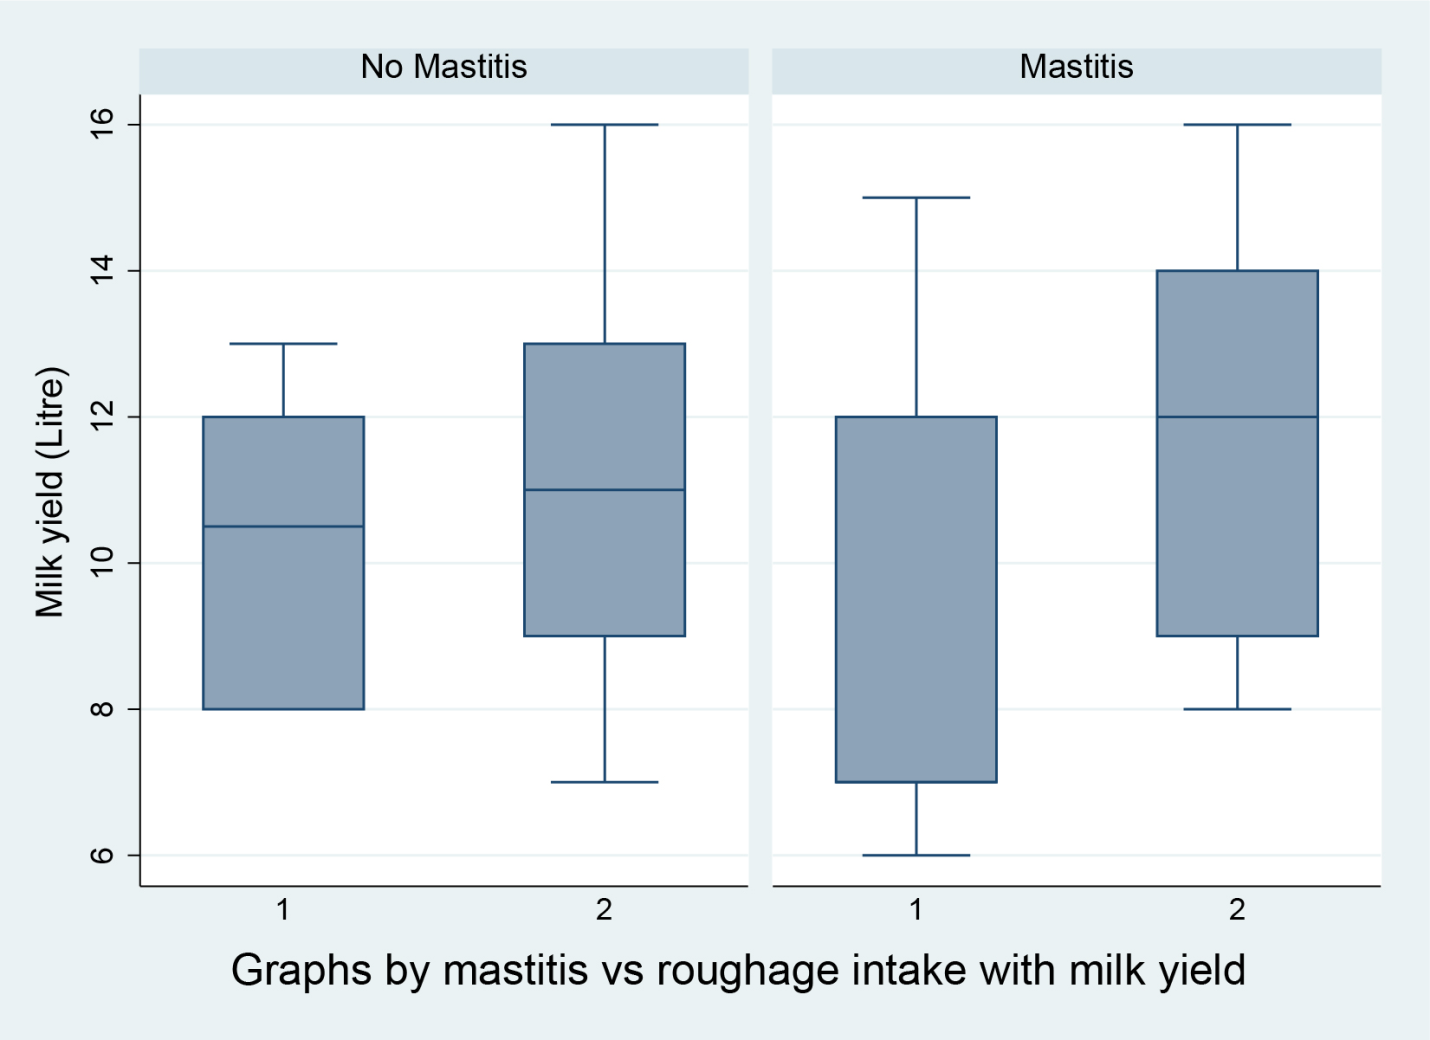 No Mastitis
Mastitis
Milk yield (Litre)
16
14
12
10
8
6
1
2
1
2
Graphs by mastitis vs roughage intake with milk yield